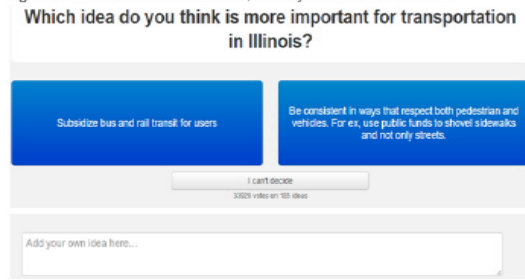 Which idea do you think is more important for transportation
in Illinois?
Subsidize bus and rail transit for users
Be consistent in ways that respect both pedestrian and
vehicles. For ex, use public funds to shovel sidewalks
and not only streets.
I can't decide
votes on 165 ideas
Add your own idea here...